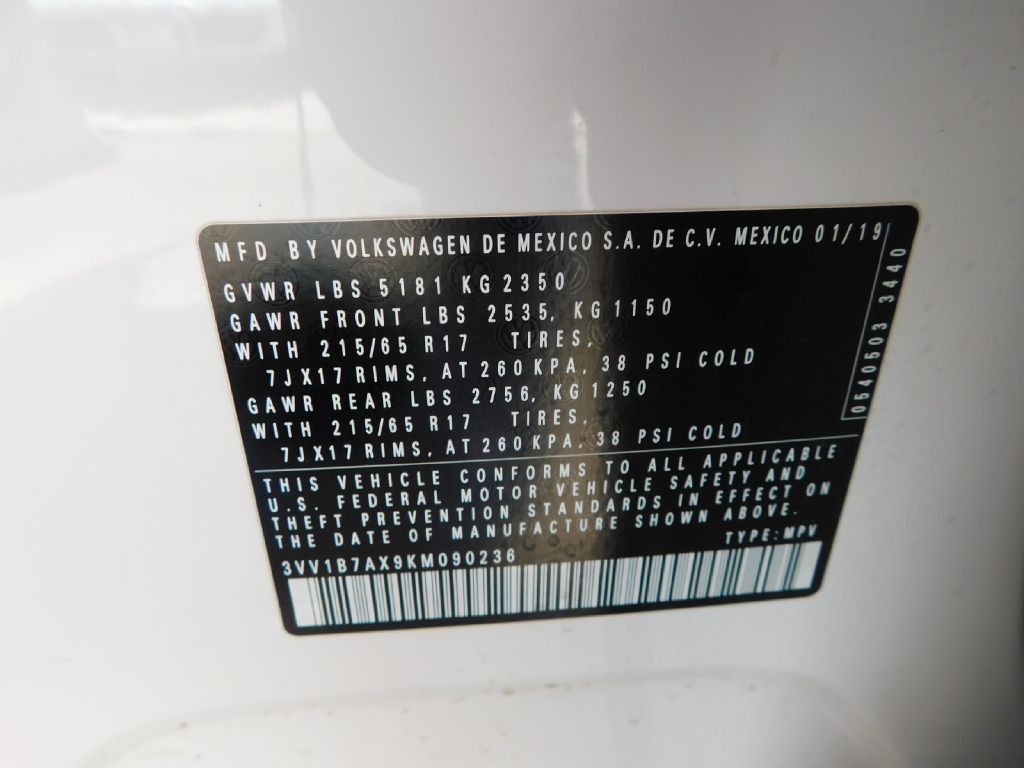 MFD BY VOLKSWAGEN DE MEXICO S.A. DE C.V. MEXICO 01/19
GVWR LBS 5181 KG 2350
GAWR FRONT LBS 2535, KG 1150
WITH 215/65 R17 TIRES,
7JX17 RIMS, AT 260 KPA, 38 PSI COLD
GAWR REAR LBS 2756, KG 1250
WITH 215/65 R17 TIRES,
7JX17 RIMS, AT 260 KPA, 38 PSI COLD
0540503 3440
THIS VEHICLE CONFORMS TO ALL APPLICABLE
U.S. FEDERAL MOTOR VEHICLE SAFETY AND
THEFT PREVENTION STANDARDS IN EFFECT ON
THE DATE OF MANUFACTURE SHOWN ABOVE.
TYPE:MPV
3VV1B7AX9KM090236